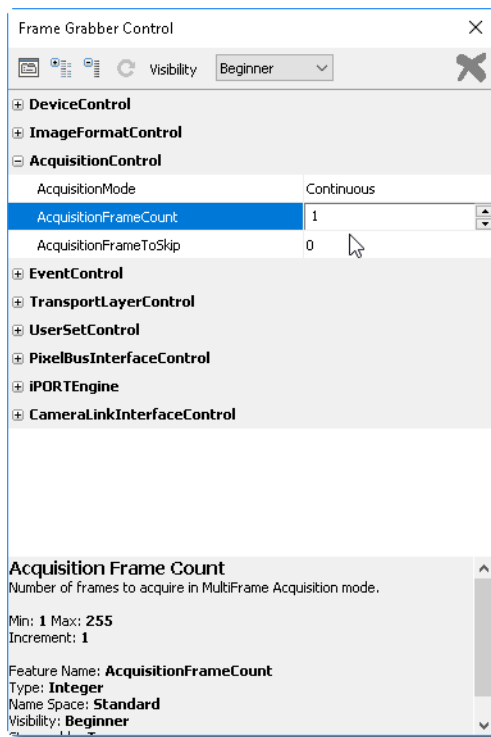 Frame Grabber Control
Visibility Beginner
DeviceControl
ImageFormatControl
AcquisitionControl
AcquisitionMode Continuous
AcquisitionFrameCount 1
AcquisitionFrameToSkip 0
EventControl
TransportLayerControl
UserSetControl
PixelBusInterfaceControl
iPORTEngine
CameraLinkInterfaceControl
Acquisition Frame Count
Number of frames to acquire in MultiFrame Acquisition mode.
Min: 1 Max: 255
Increment: 1
Feature Name: AcquisitionFrameCount
Type: Integer
Name Space: Standard
Visibility: Beginner